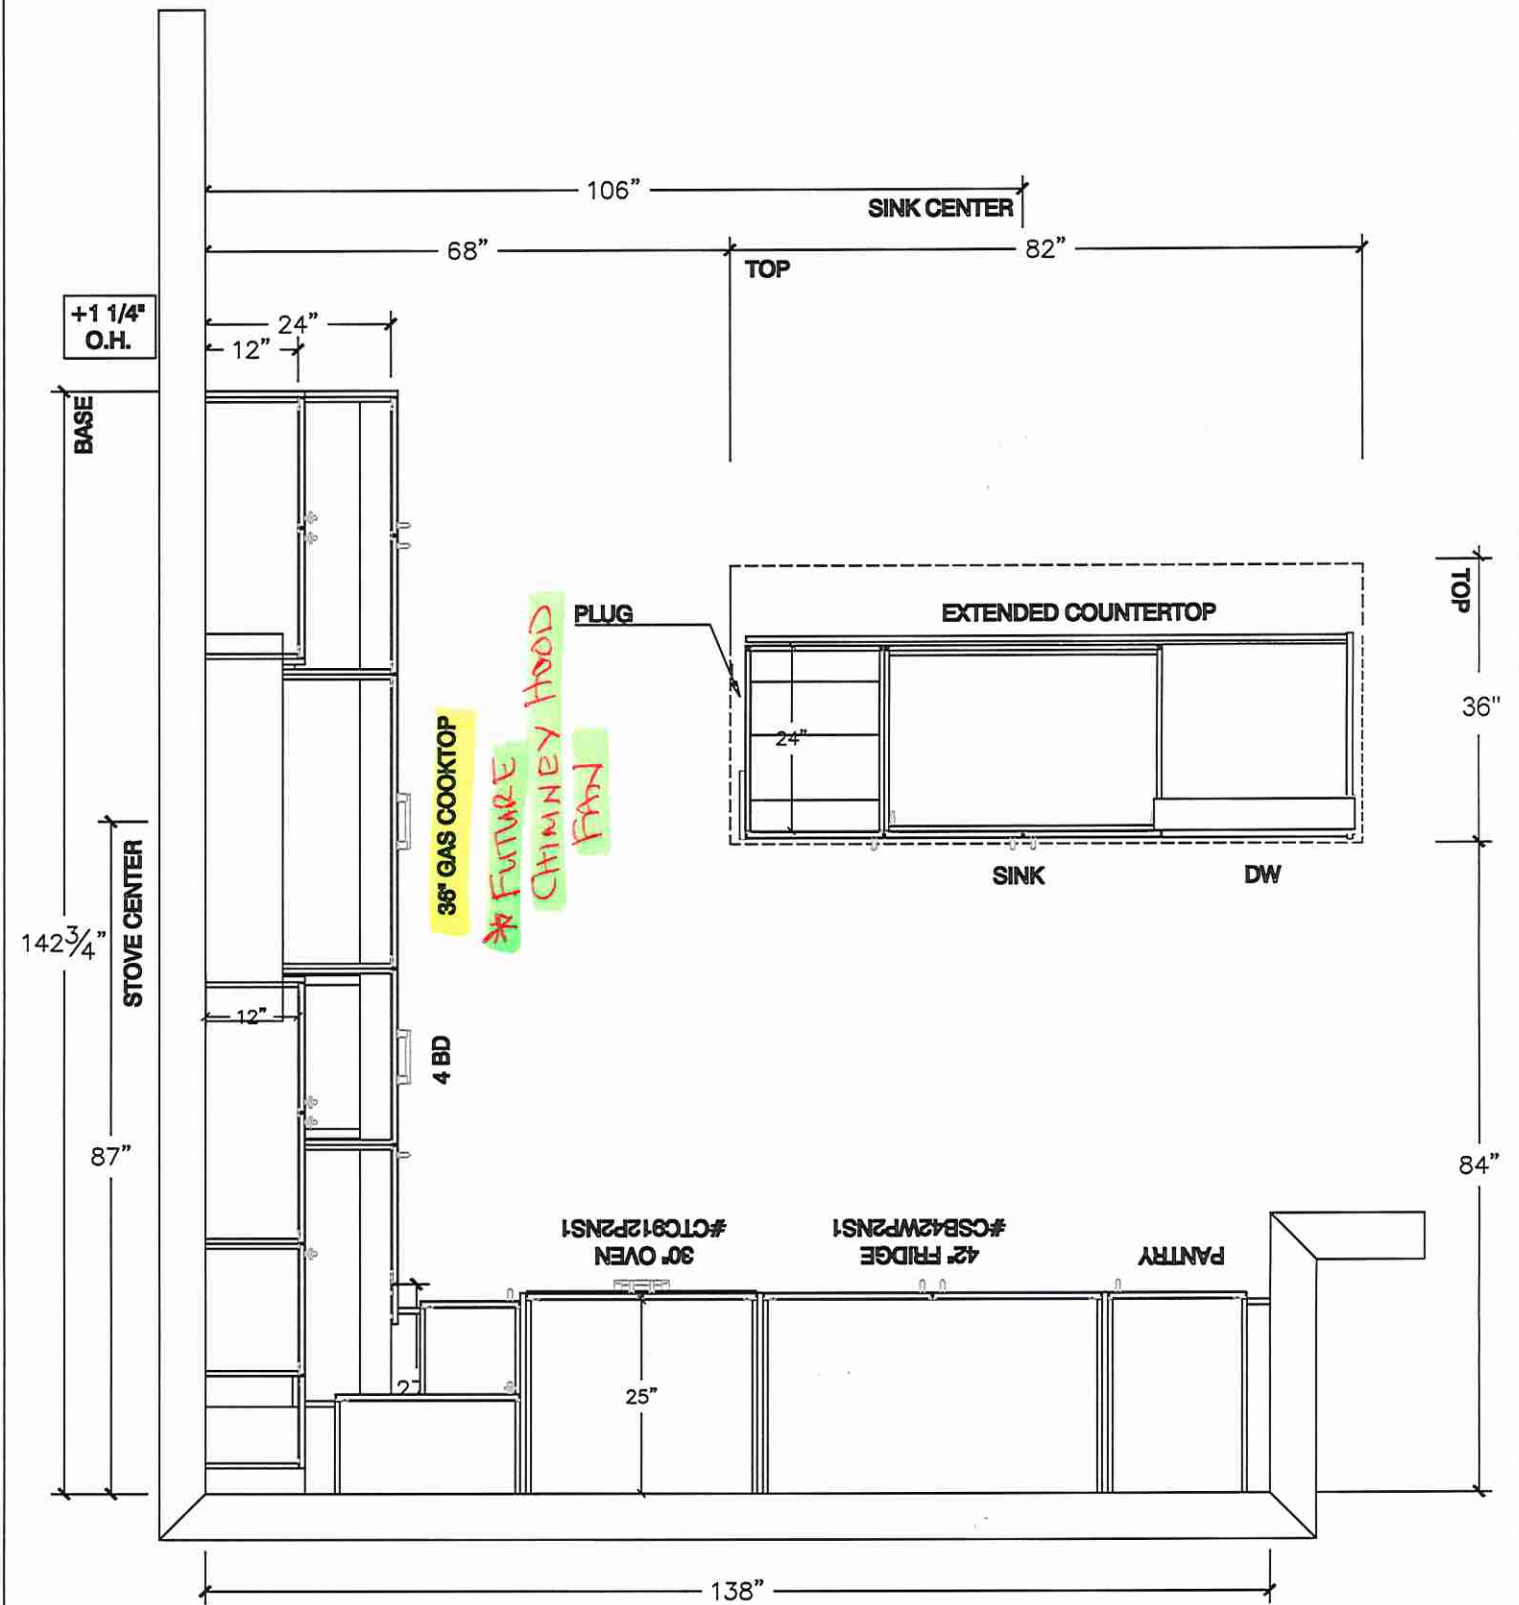 106”
SINK CENTER
68”
82”
TOP
+1 1/4"
O.H.
24”
12”
BASE
PLUG
EXTENDED COUNTERTOP
TOP
36"
24”
36" GAS COOKTOP
* FUTURE
CHIMNEY HOOD
FAN
SINK
DW
STOVE CENTER
142 3/4”
12”
4 BD
87”
84”
30" OVEN
#CTC912P2NS1
42" FRIDGE
#CSB42WP2NS1
PANTRY
25”
138”